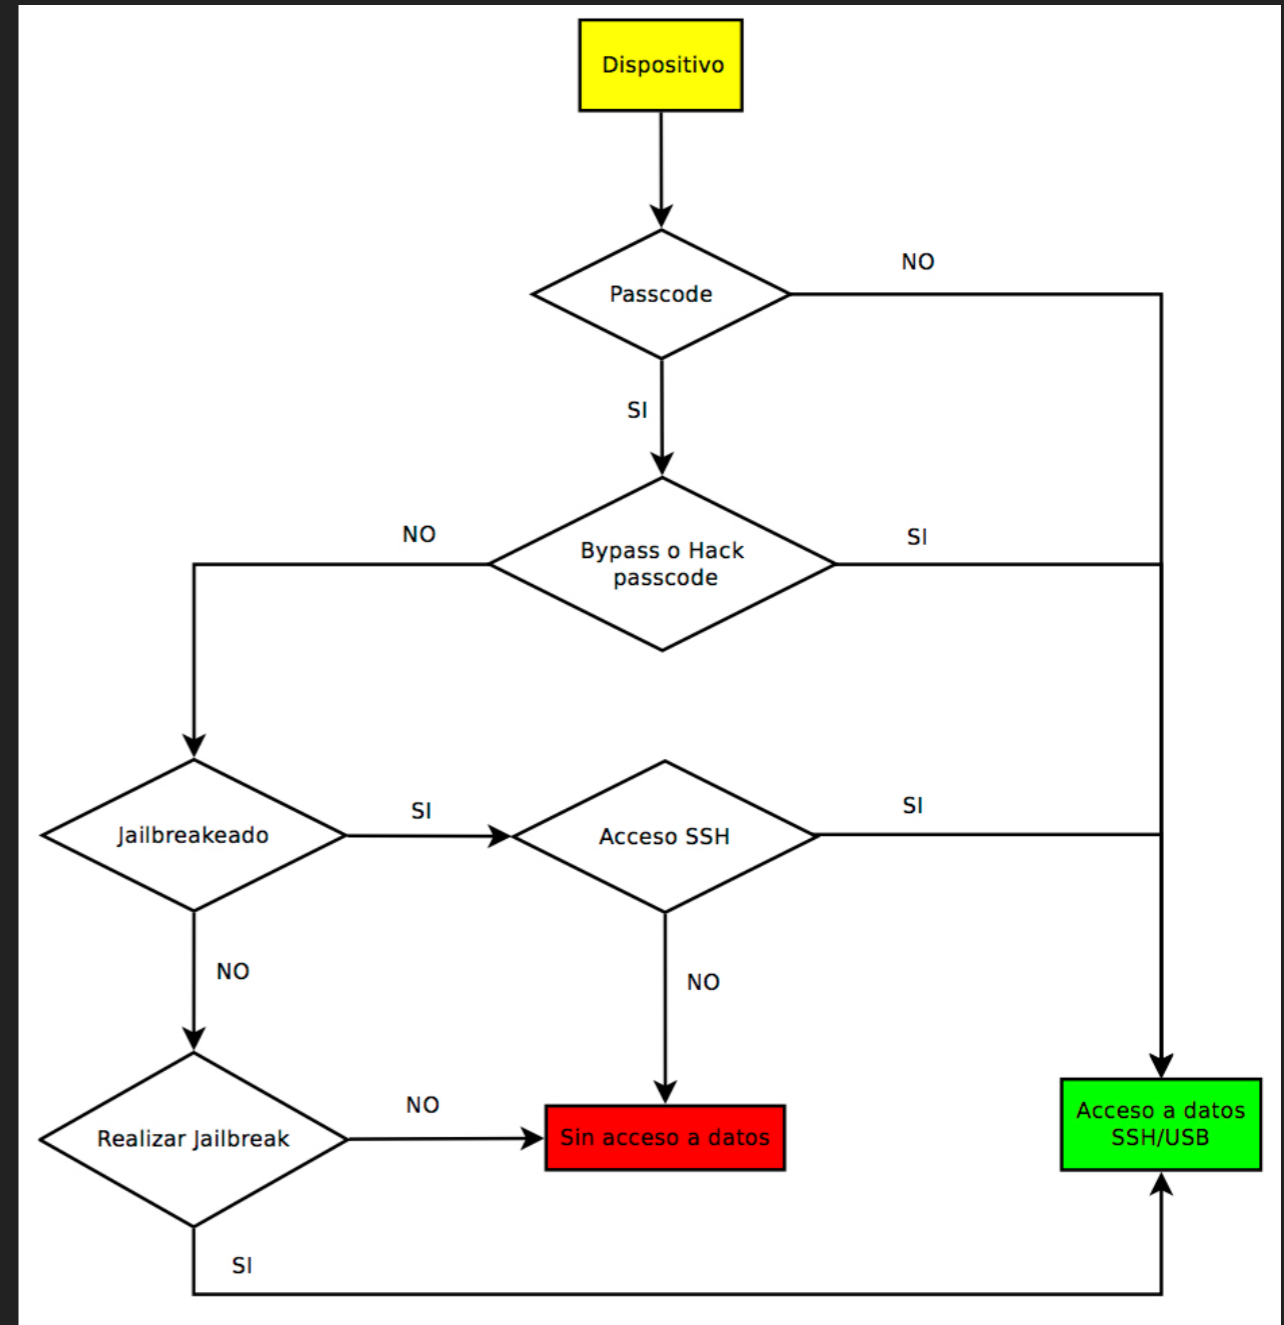 Dispositivo
NO
Passcode
SI
NO
SI
Bypass o Hack
passcode
SI
SI
Jailbreakeado
Acceso SSH
NO
NO
NO
Acceso a datos
SSH/USB
Realizar Jailbreak
Sin acceso a datos
SI